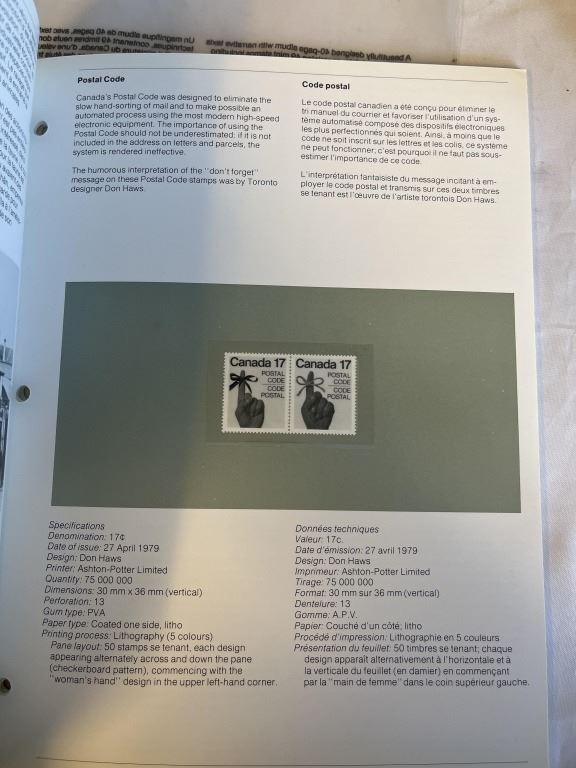 Postal Code
Canada's Postal Code was designed to eliminate the
slow hand-sorting of mail and to make possible an
automated process using the most modern high-speed
electronic equipment. The importance of using the
Postal Code should not be underestimated: if it is not
included in the address on letters and parcels, the
system is rendered ineffective.
The humorous interpretation of the "don't forget"
message on these Postal Code stamps was by Toronto
designer Don Haws.
Code postal
Le code postal canadien a été conçu pour éliminer le
tri manuel du courrier et favoriser l'utilisation d'un sys-
tème automatisé composé des dispositifs électroniques
les plus perfectionnés qui soient. Ainsi, à moins que le
code ne soit inscrit sur les lettres et les colis, ce système
ne peut fonctionner; c'est pourquoi il ne faut pas sous-
estimer l'importance de ce code.
L'interprétation fantaisiste du message incitant à em-
ployer le code postal et transmis sur ces deux timbres
se tenant est l'œuvre de l'artiste torontois Don Haws.
Canada 17
POSTAL
CODE
CODE
POSTAL
Canada 17
POSTAL
CODE
CODE
POSTAL
Specifications
Denomination: 17¢
Date of issue: 27 April 1979
Design: Don Haws
Printer: Ashton-Potter Limited
Quantity: 75 000 000
Dimensions: 30 mm x 36 mm (vertical)
Perforation: 13
Gum type: PVA
Paper type: Coated one side, litho
Printing process: Lithography (5 colours)
Pane layout: 50 stamps se tenant, each design
appearing alternately across and down the pane
(checkerboard pattern), commencing with the
"woman's hand" design in the upper left-hand corner.
Données techniques
Valeur: 17c.
Date d'émission: 27 avril 1979
Design: Don Haws
Imprimeur: Ashton-Potter Limited
Tirage: 75 000 000
Format: 30 mm sur 36 mm (vertical)
Dentelure: 13
Gomme: A.P.V.
Papier: Couché d'un côté; litho
Procédé d'impression: Lithographie en 5 couleurs
Présentation du feuillet: 50 timbres se tenant; chaque
design apparaît alternativement à l'horizontale et à
la verticale du feuillet (en damier) en commençant
par la "main de femme" dans le coin supérieur gauche.